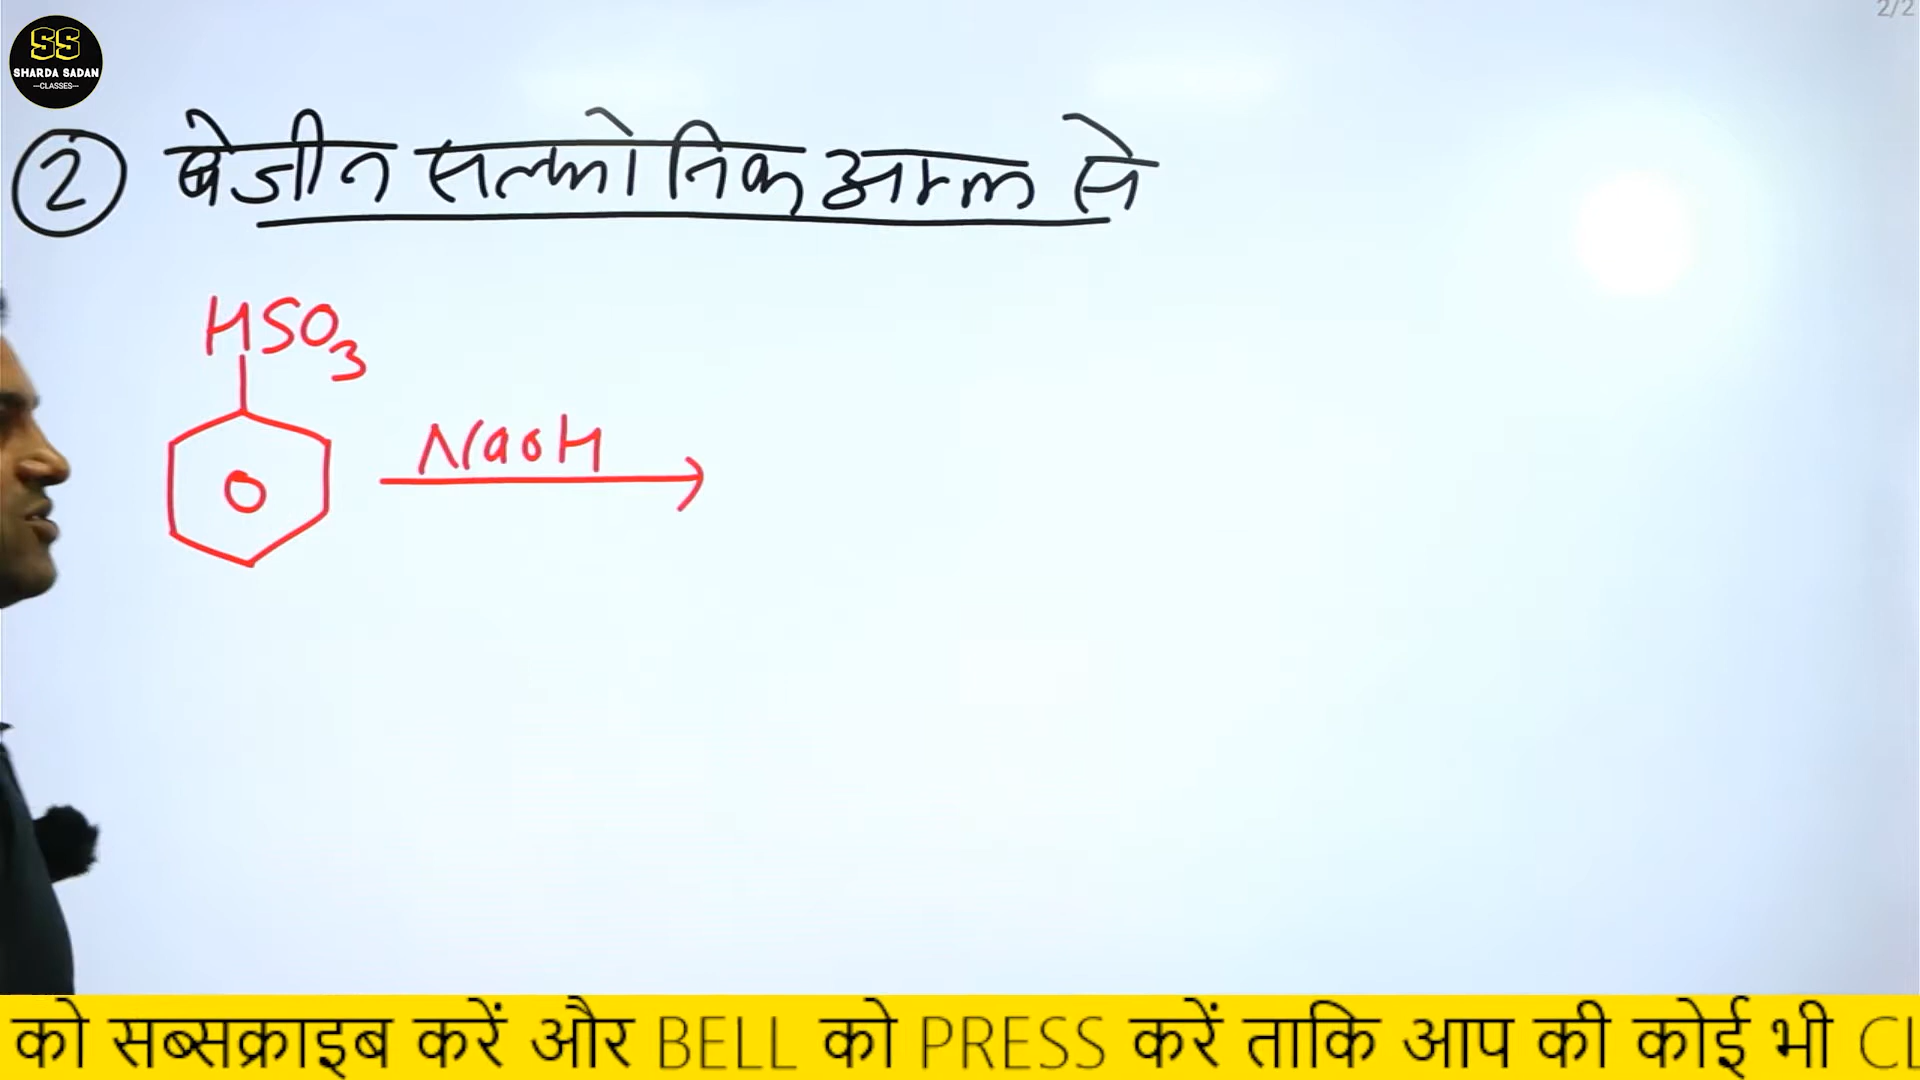 2/2
SS
SHARDA SADAN
—CLASSES—
② बेजीन सल्फोनिक अम्ल से
HSO3
NaOH
को सब्सक्राइब करें और BELL को PRESS करें ताकि आप की कोई भी CL